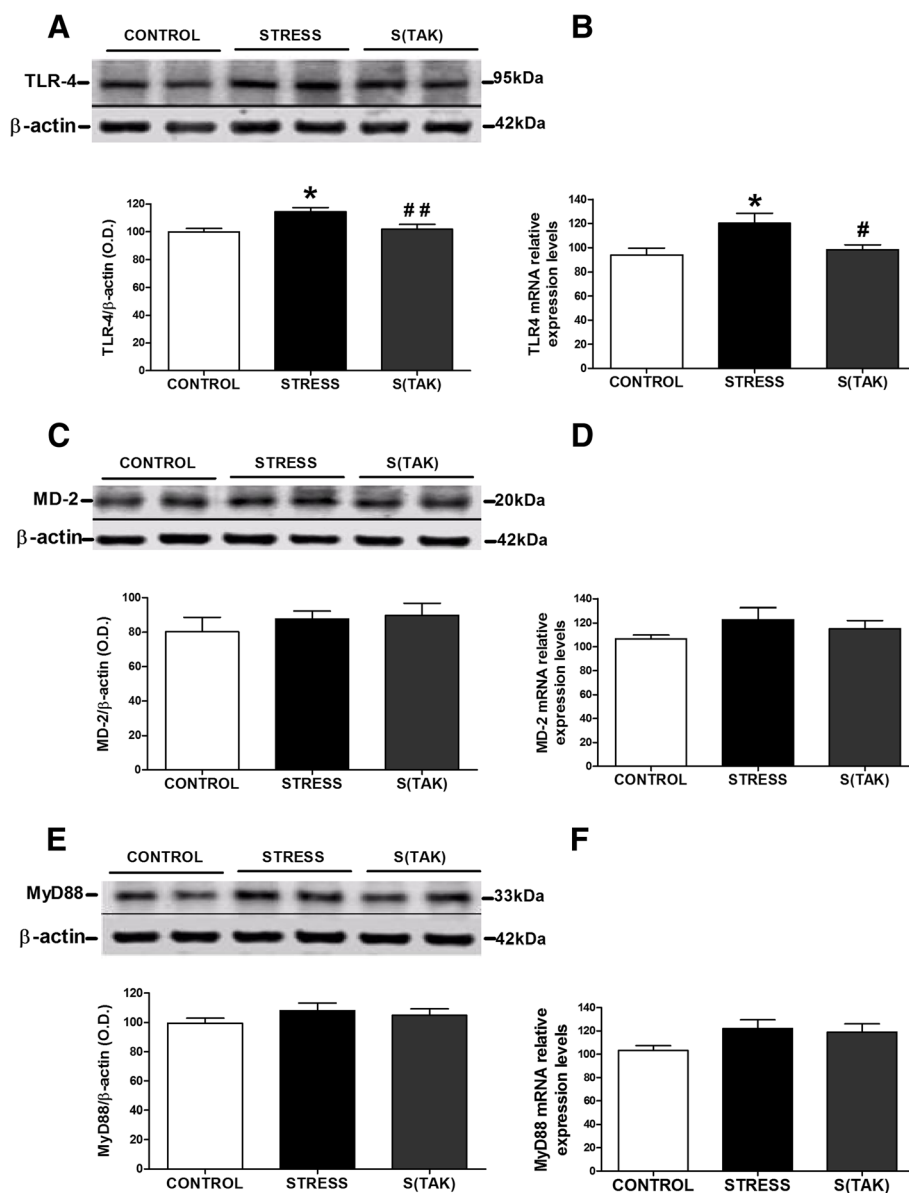 A
B
CONTROL STRESS S(TAK)
TLR-4 95kDa
β-actin 42kDa
TLR-4/β-actin (O.D.)
120
100
80
60
40
20
0
*
##
CONTROL STRESS S(TAK)
TLR4 mRNA relative
expression levels
140
120
100
80
60
40
20
0
*
#
CONTROL STRESS S(TAK)
C
D
CONTROL STRESS S(TAK)
MD-2 20kDa
β-actin 42kDa
MD-2/β-actin (O.D.)
100
80
60
40
20
0
CONTROL STRESS S(TAK)
MD-2 mRNA relative
expression levels
140
120
100
80
60
40
20
0
CONTROL STRESS S(TAK)
E
F
CONTROL STRESS S(TAK)
MyD88 33kDa
β-actin 42kDa
MyD88/β-actin (O.D.)
120
100
80
60
40
20
0
CONTROL STRESS S(TAK)
MyD88 mRNA relative
expression levels
140
120
100
80
60
40
20
0
CONTROL STRESS S(TAK)